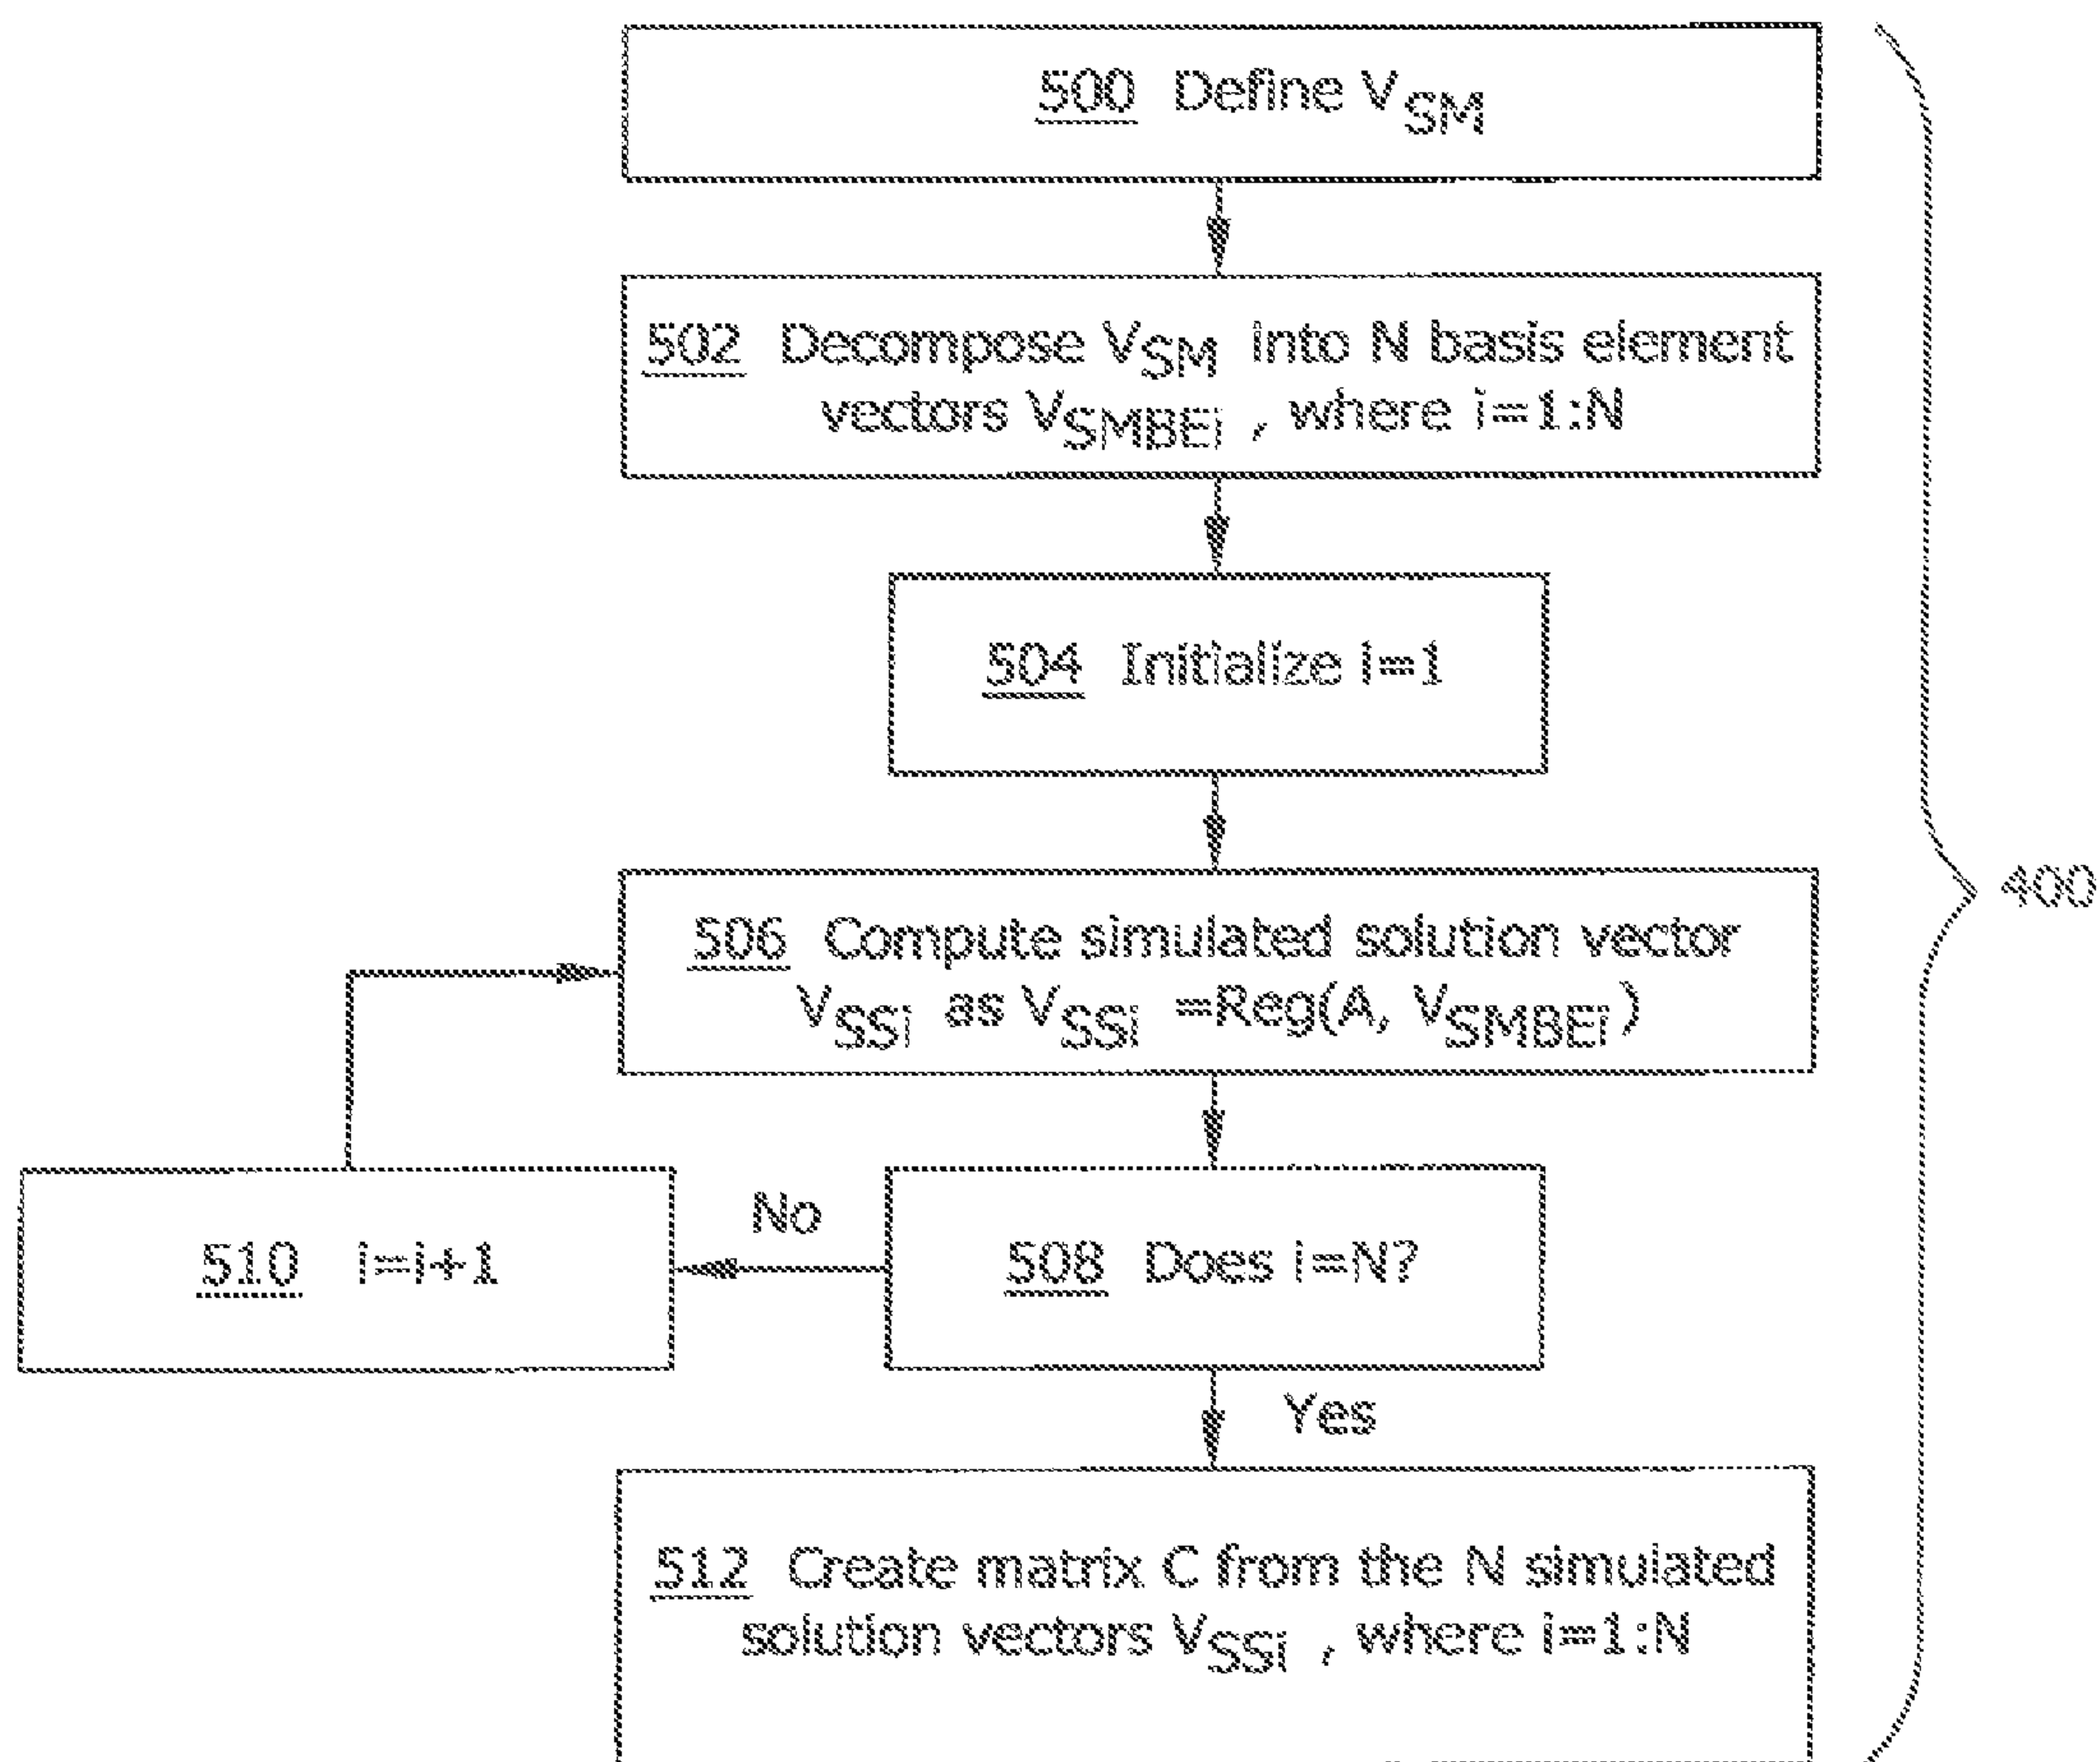 500 Define VSM
502 Decompose VSM into N basis element
vectors VSMBEi , where i=1:N
504 Initialize i=1
400
506 Compute simulated solution vector
VSSi as VSSi =Reg(A, VSMBEi)
510 i=i+1
No
508 Does i=N?
Yes
512 Create matrix C from the N simulated
solution vectors VSSi , where i=1:N